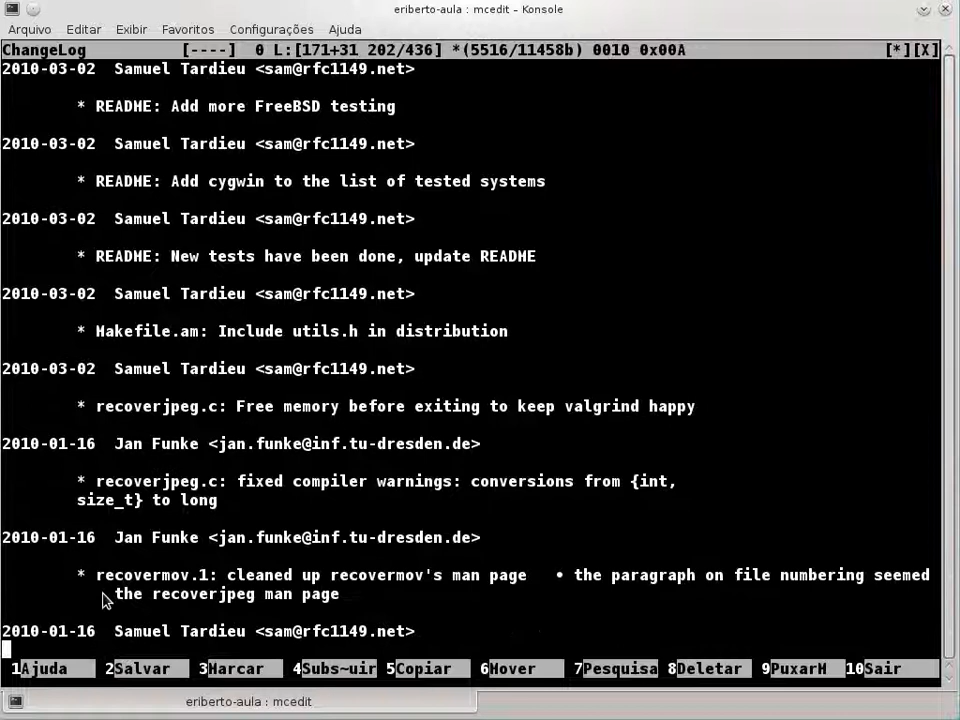 eriberto-aula : mcedit – Konsole
Arquivo Editar Exibir Favoritos Configurações Ajuda
ChangeLog [----] 0 L:[171+31 202/436] *(5516/11458b) 0010 0x00A [*][X]
2010-03-02 Samuel Tardieu <sam@rfc1149.net>
* README: Add more FreeBSD testing
2010-03-02 Samuel Tardieu <sam@rfc1149.net>
* README: Add cygwin to the list of tested systems
2010-03-02 Samuel Tardieu <sam@rfc1149.net>
* README: New tests have been done, update README
2010-03-02 Samuel Tardieu <sam@rfc1149.net>
* Makefile.am: Include utils.h in distribution
2010-03-02 Samuel Tardieu <sam@rfc1149.net>
* recoverjpeg.c: Free memory before exiting to keep valgrind happy
2010-01-16 Jan Funke <jan.funke@inf.tu-dresden.de>
* recoverjpeg.c: fixed compiler warnings: conversions from {int,
size_t} to long
2010-01-16 Jan Funke <jan.funke@inf.tu-dresden.de>
* recovermov.1: cleaned up recovermov's man page • the paragraph on file numbering seemed
the recoverjpeg man page
2010-01-16 Samuel Tardieu <sam@rfc1149.net>
1Ajuda 2Salvar 3Marcar 4Subs~uir 5Copiar 6Mover 7Pesquisa 8Deletar 9PuxarM 10Sair
eriberto-aula : mcedit